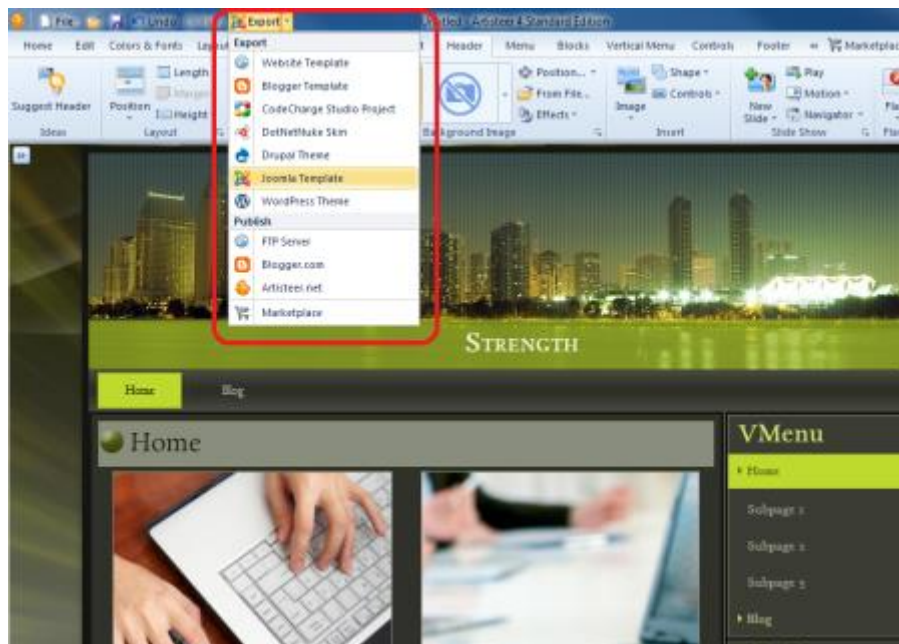 File Undo Export Untitled - Artisteer 4 Standard Edition
Home Edit Colors & Fonts Header Menu Blocks Vertical Menu Controls Footer Marketplac
Suggest Header
Ideas
Position
Length
Margin
Height
Layout
Export
Website Template
Blogger Template
CodeCharge Studio Project
DotNetNuke Skin
Drupal Theme
Joomla Template
WordPress Theme
Publish
FTP Server
Blogger.com
Artisteer.net
Marketplace
Position...
From File...
Effects
Background Image
Image
Shape
Controls
Insert
New Slide
Play
Motion
Navigator
Slide Show
STRENGTH
Home Blog
Home
VMenu
Home
Subpage 1
Subpage 2
Subpage 3
Blog